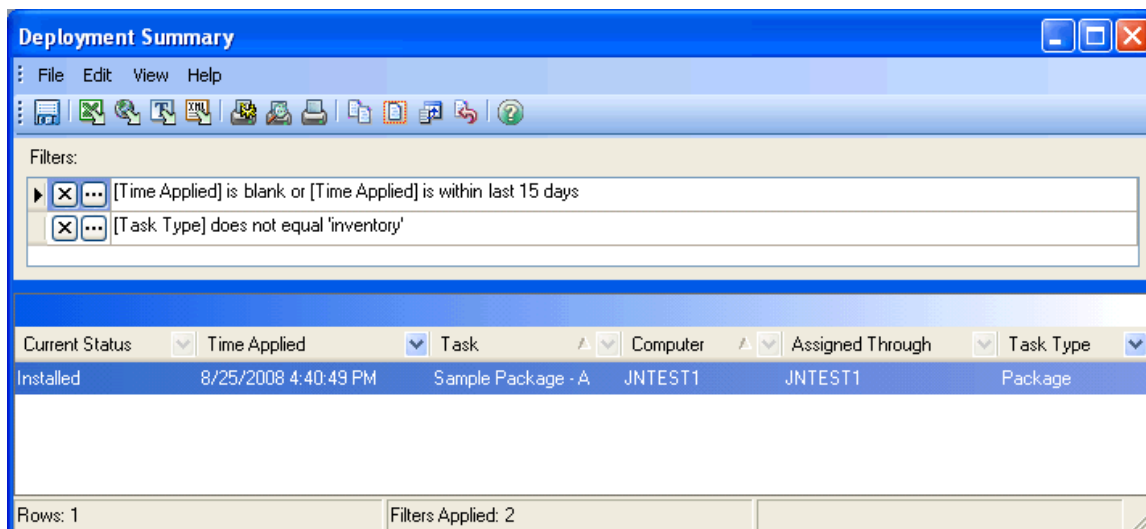 Deployment Summary
File Edit View Help
Filters:
[Time Applied] is blank or [Time Applied] is within last 15 days
[Task Type] does not equal 'inventory'
Current Status Time Applied Task Computer Assigned Through Task Type
Installed 8/25/2008 4:40:49 PM Sample Package - A JNTEST1 JNTEST1 Package
Rows: 1 Filters Applied: 2